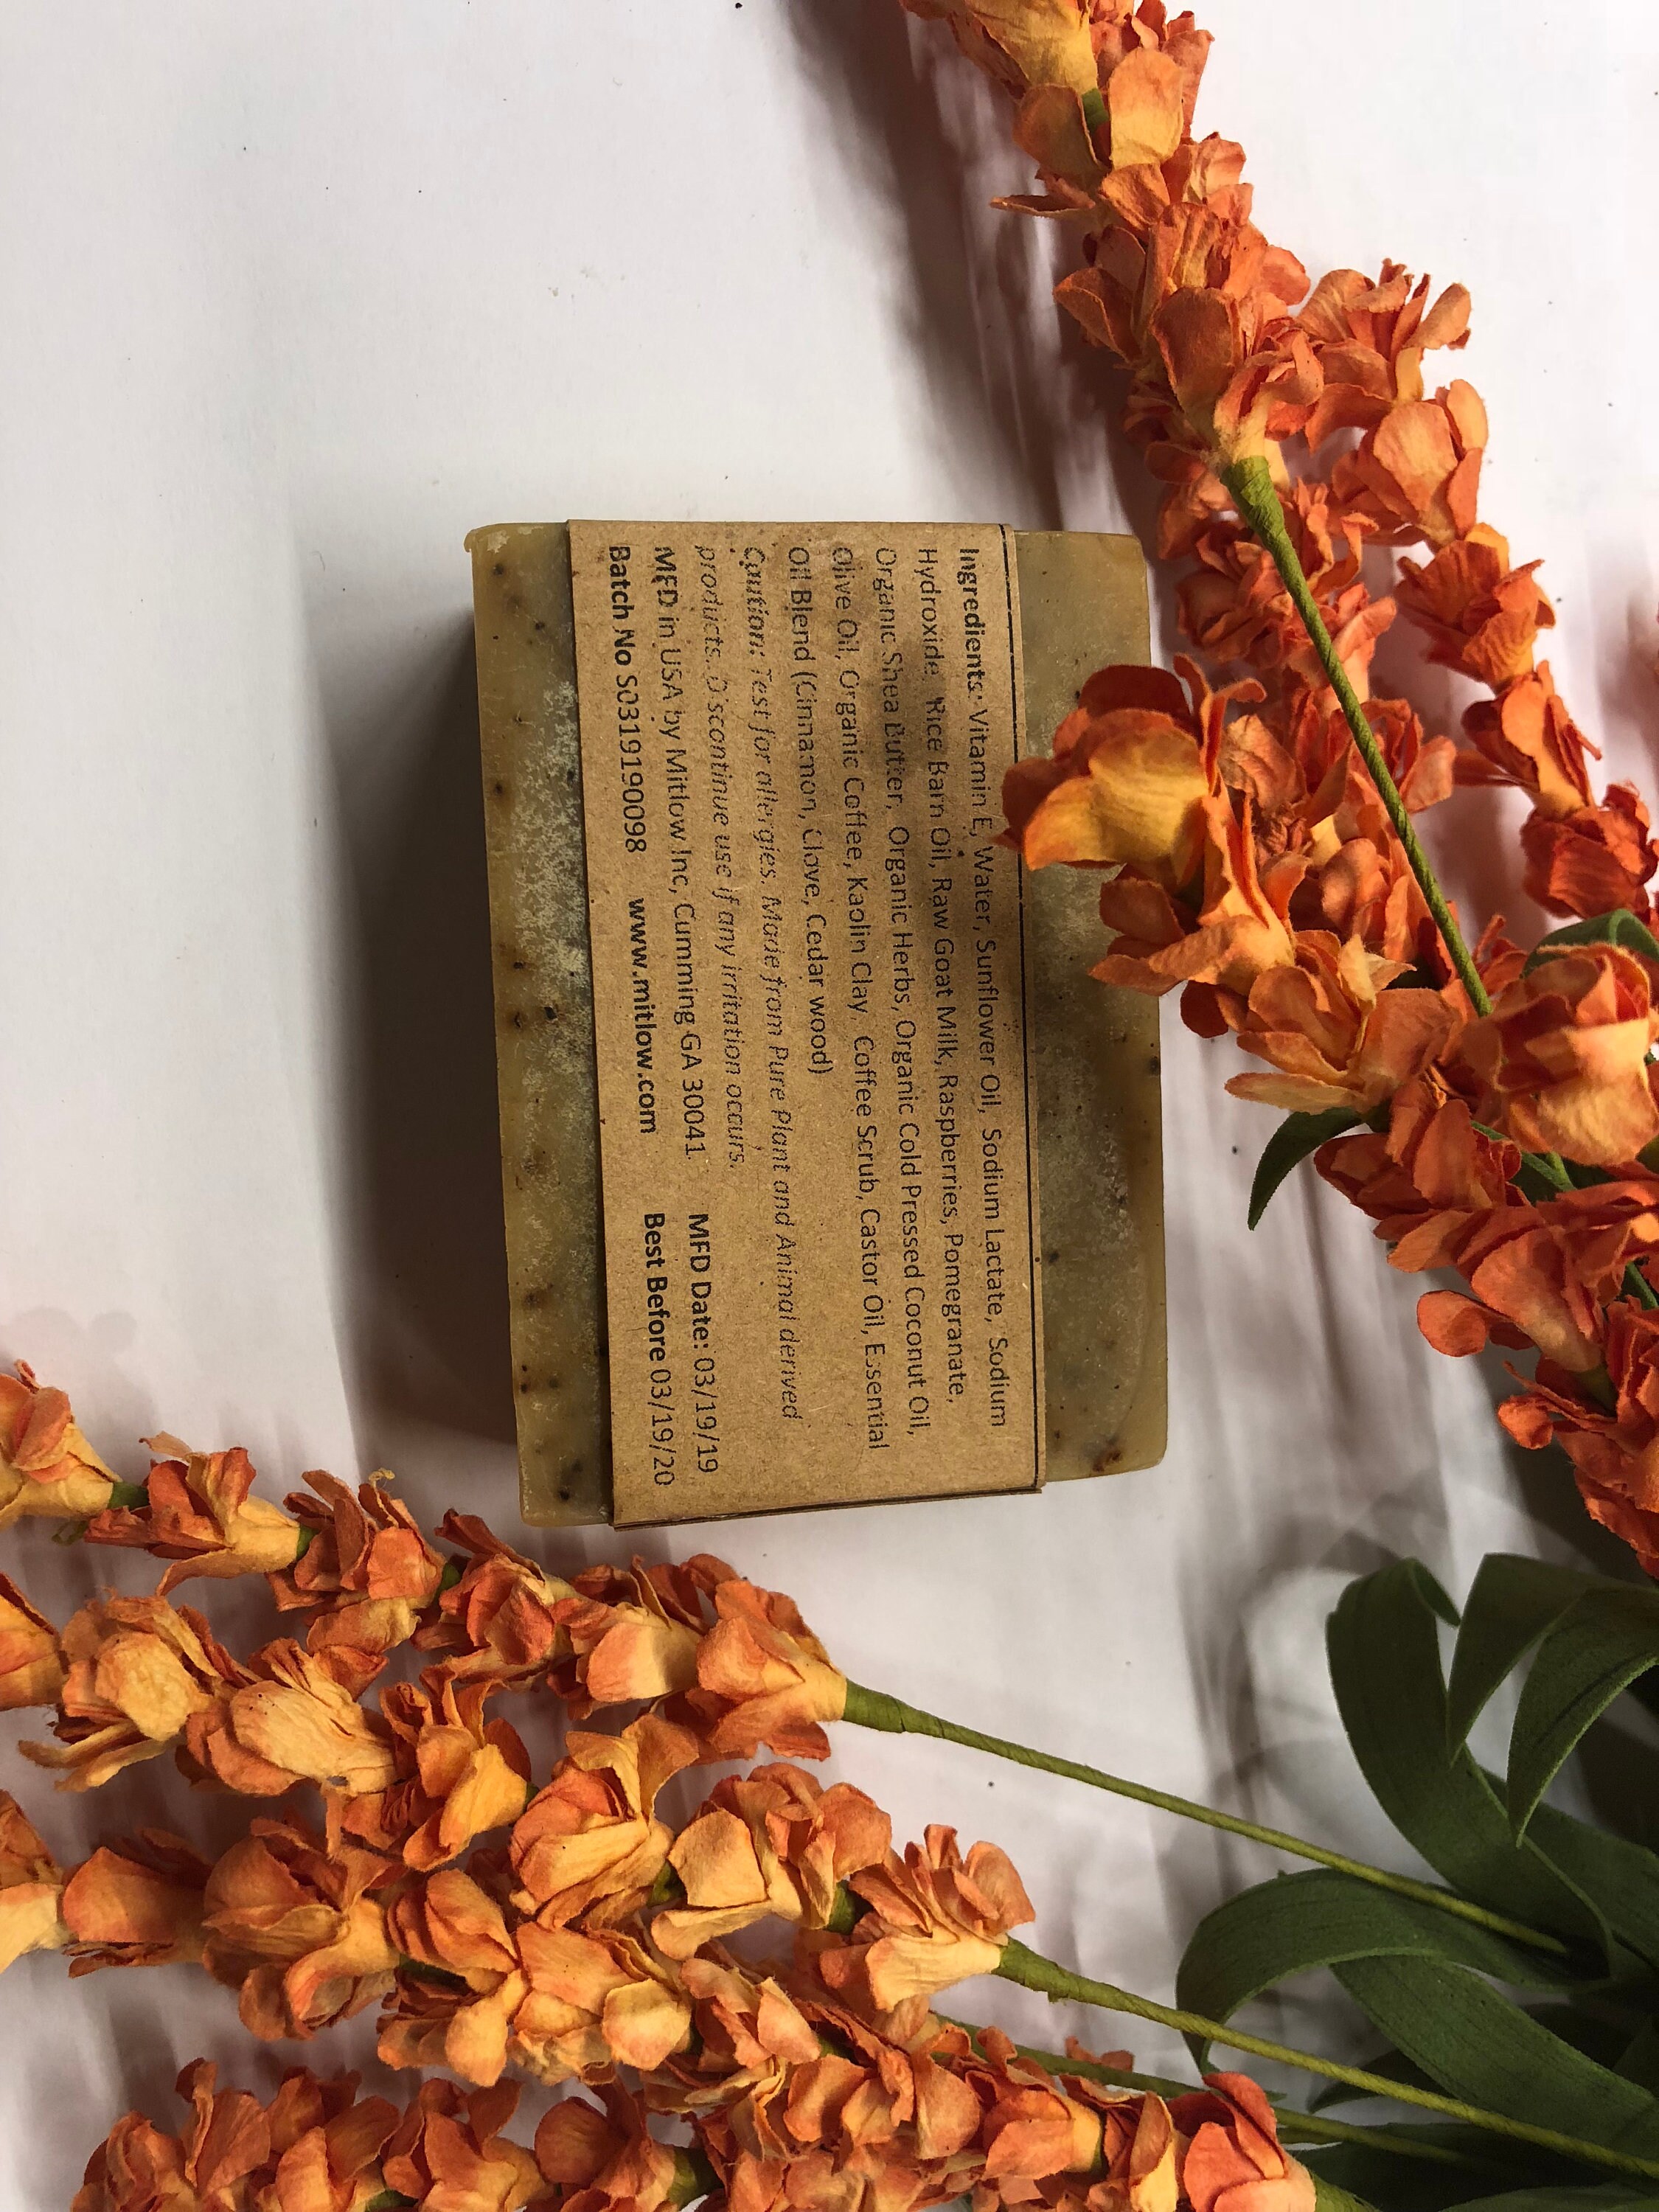 Ingredients: Vitamin E, Water, Sunflower Oil, Sodium Lactate, Sodium
Hydroxide, Rice Barn Oil, Raw Goat Milk, Raspberries, Pomegranate,
Organic Shea Butter, Organic Herbs, Organic Cold Pressed Coconut Oil,
Olive Oil, Organic Coffee, Kaolin Clay, Coffee Scrub, Castor Oil, Essential
Oil Blend (Cinnamon, Clove, Cedar wood)
Caution: Test for allergies. Made from Pure Plant and Animal derived
products. Discontinue use if any irritation occurs.
MFD in USA by Mitlow Inc, Cumming GA 30041 MFD Date: 03/19/19
Batch No S0319190098 www.mitlow.com Best Before 03/19/20